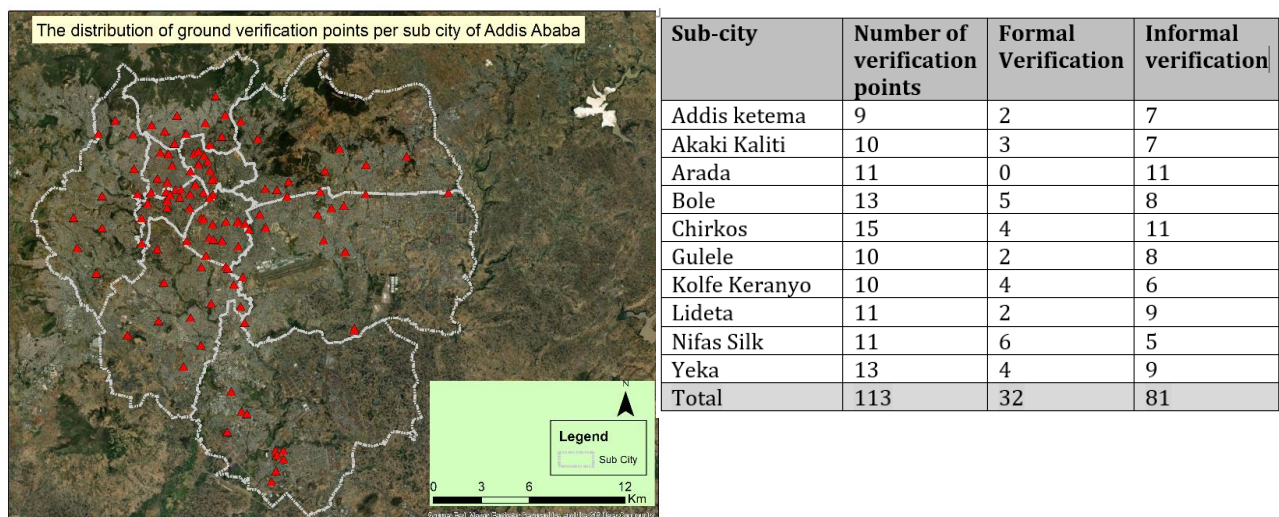 The distribution of ground verification points per sub city of Addis Ababa
N
Legend
Sub City
0 3 6 12
Km
Sub-city Number of verification points Formal Verification Informal verification
Addis ketema 9 2 7
Akaki Kaliti 10 3 7
Arada 11 0 11
Bole 13 5 8
Chirkos 15 4 11
Gulele 10 2 8
Kolfe Keranyo 10 4 6
Lideta 11 2 9
Nifas Silk 11 6 5
Yeka 13 4 9
Total 113 32 81